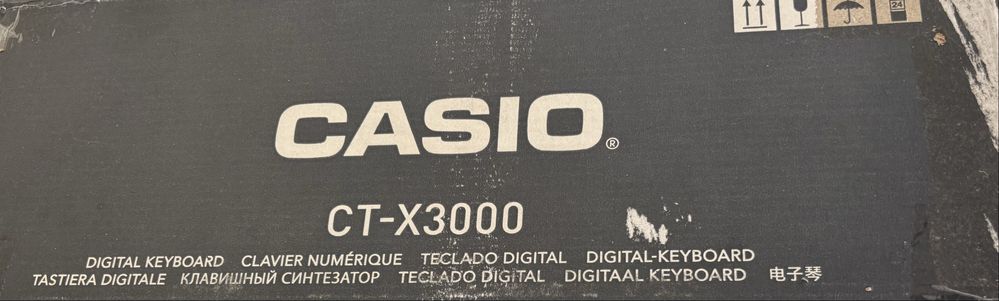 24
CASIO®
CT-X3000
DIGITAL KEYBOARD CLAVIER NUMÉRIQUE TECLADO DIGITAL DIGITAL-KEYBOARD
TASTIERA DIGITALE КЛАВИШНЫЙ СИНТЕЗАТОР TECLADO DIGITAL DIGITAAL KEYBOARD 电子琴